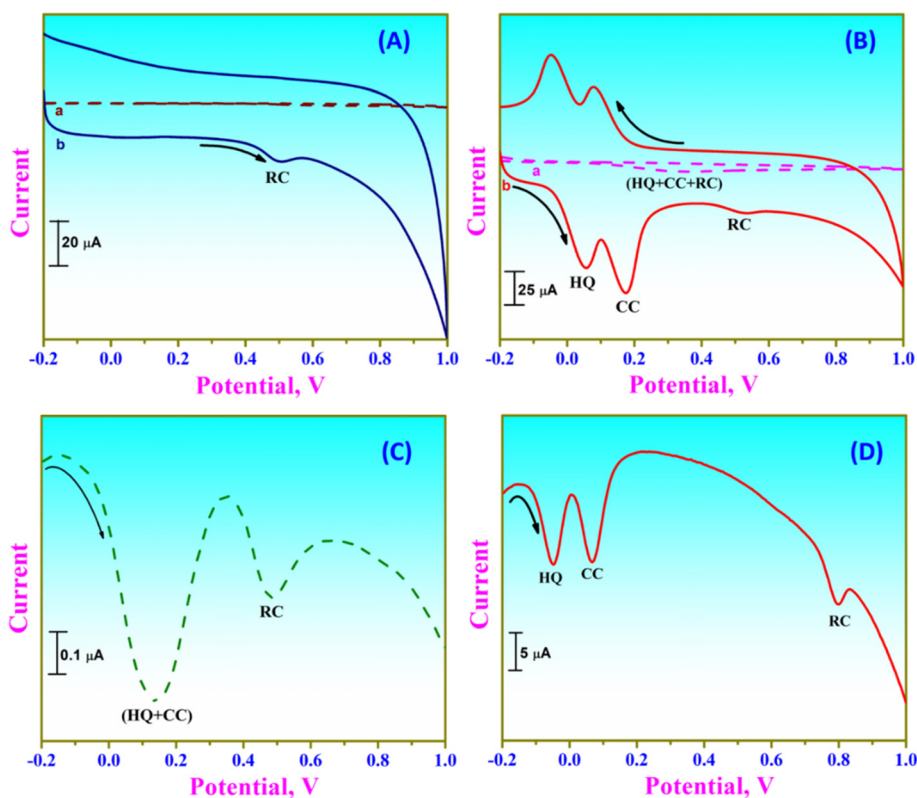 (A)
a
b
RC
20 µA
Current
-0.2 0.0 0.2 0.4 0.6 0.8 1.0
Potential, V
(B)
a
(HQ+CC+RC)
b
RC
HQ
CC
25 µA
Current
-0.2 0.0 0.2 0.4 0.6 0.8 1.0
Potential, V
(C)
RC
0.1 µA
(HQ+CC)
Current
-0.2 0.0 0.2 0.4 0.6 0.8 1.0
Potential, V
(D)
HQ
CC
RC
5 µA
Current
-0.2 0.0 0.2 0.4 0.6 0.8 1.0
Potential, V